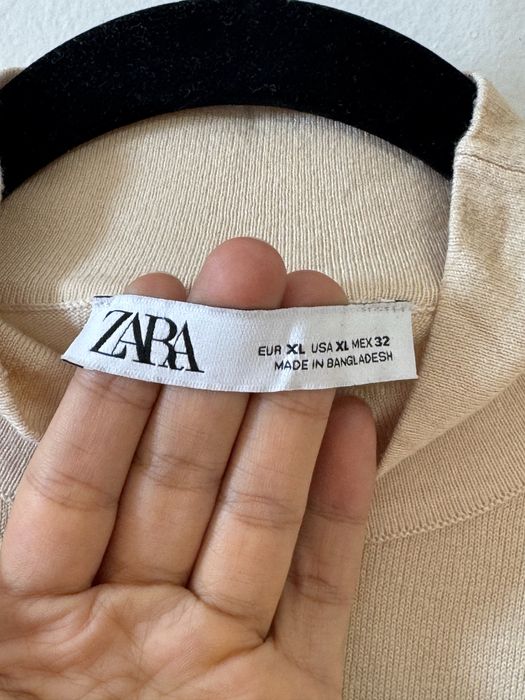 ZARA
EUR XL USA XL MEX 32
MADE IN BANGLADESH